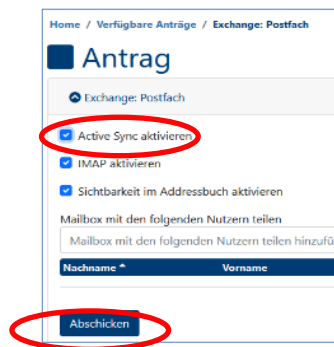 Home / Verfügbare Anträge / Exchange: Postfach
Antrag
Exchange: Postfach
Active Sync aktivieren
IMAP aktivieren
Sichtbarkeit im Addressbuch aktivieren
Mailbox mit den folgenden Nutzern teilen
Mailbox mit den folgenden Nutzern teilen hinzufü
Nachname Vorname
Abschicken